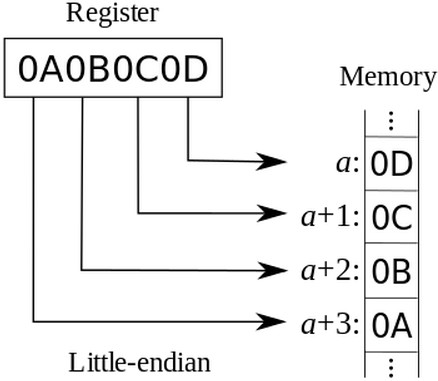 Register
0A0B0C0D
Memory
⋮
a: 0D
a+1: 0C
a+2: 0B
a+3: 0A
⋮
Little-endian